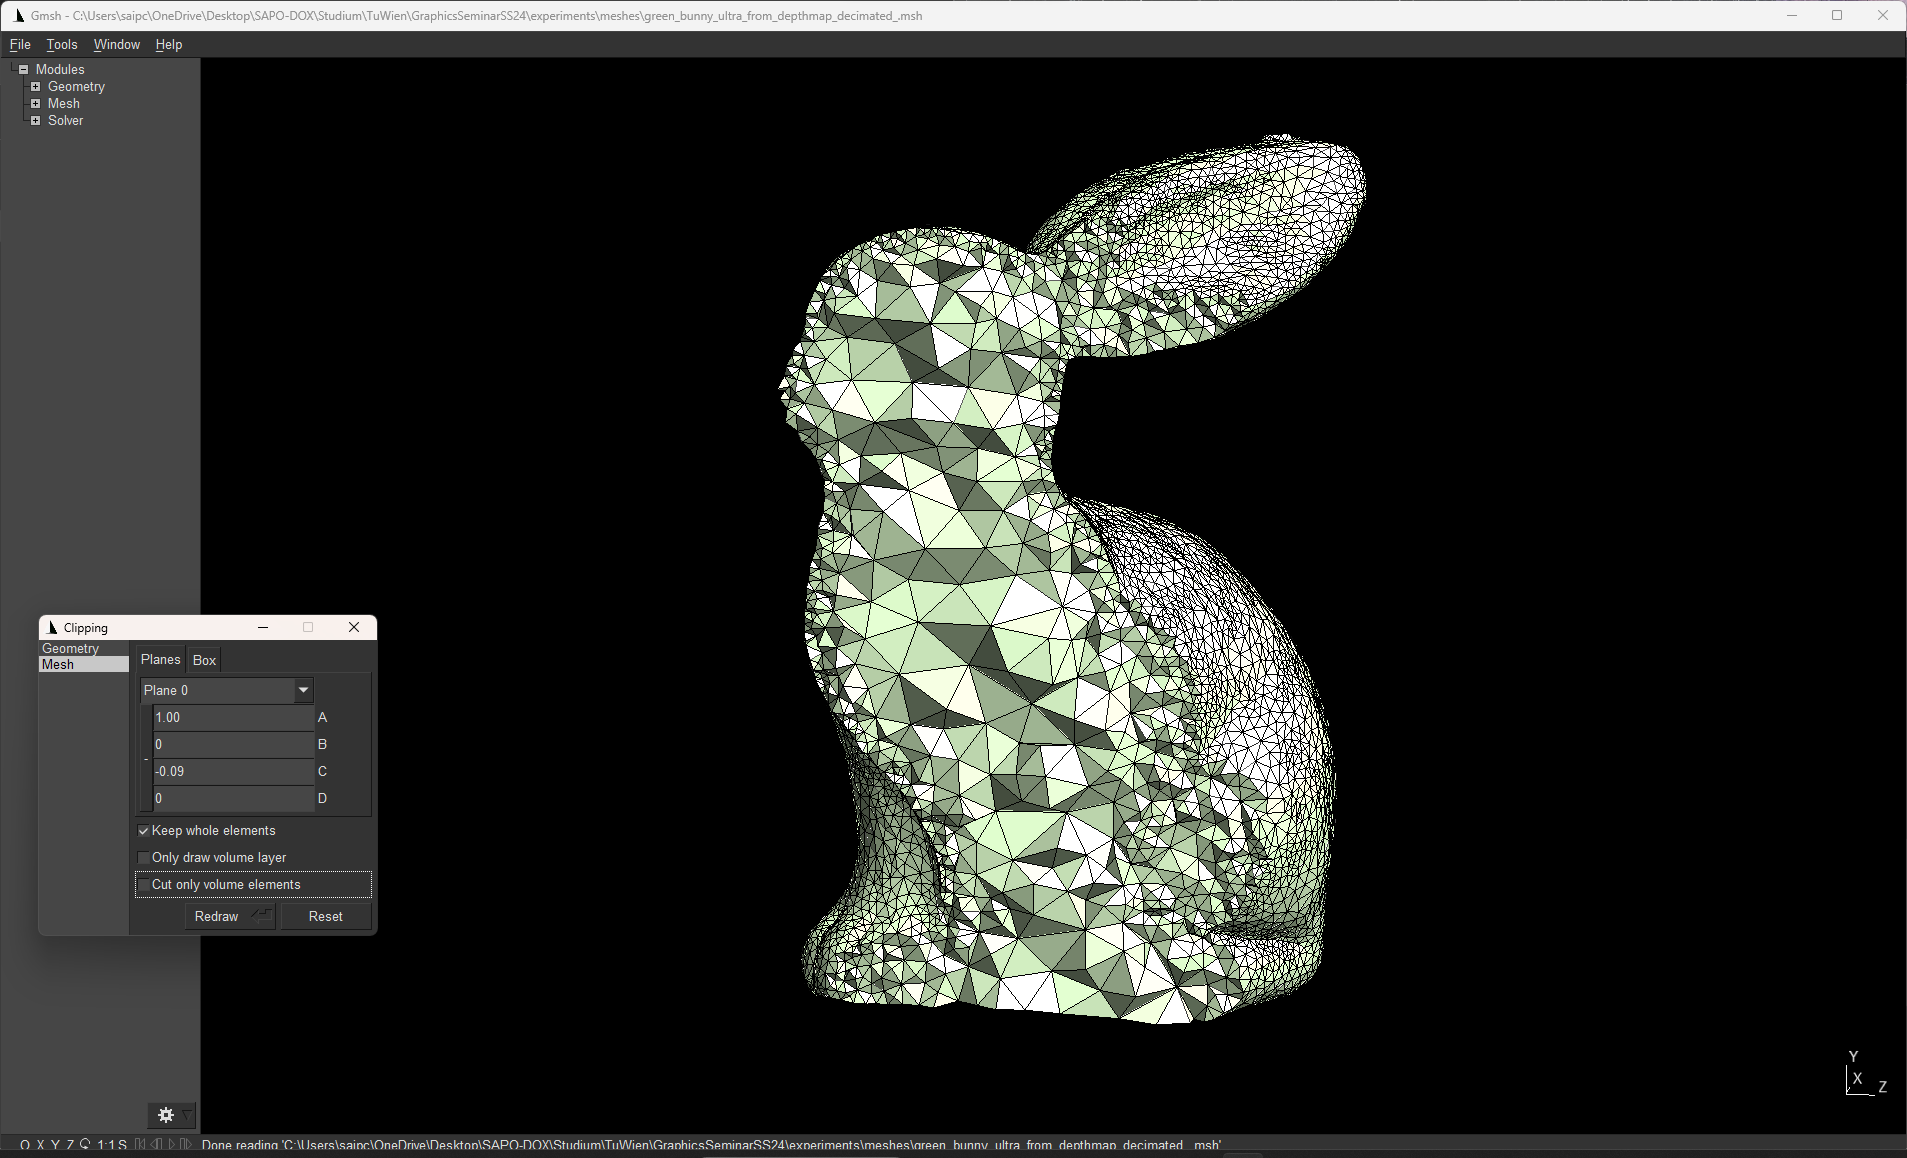 Gmsh - C:\Users\saipc\OneDrive\Desktop\SAPO-DOX\Studium\TuWien\GraphicsSeminarSS24\experiments\meshes\green_bunny_ultra_from_depthmap_decimated_.msh
File Tools Window Help
Modules
Geometry
Mesh
Solver
Clipping
Geometry
Mesh
Planes Box
Plane 0
1.00 A
0 B
-0.09 C
0 D
-
Keep whole elements
Only draw volume layer
Cut only volume elements
Redraw Reset
Y
X
Z
O X Y Z 1:1 S Done reading 'C:\Users\saipc\OneDrive\Desktop\SAPO-DOX\Studium\TuWien\GraphicsSeminarSS24\experiments\meshes\green_bunny_ultra_from_depthmap_decimated_.msh'